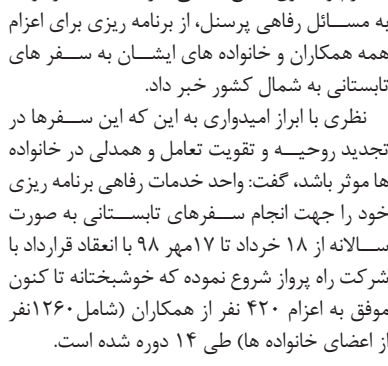 به مسائل رفاهی پرسنل، از برنامه ریزی برای اعزام
همه همکاران و خانواده های ایشان به سفر های
تابستانی به شمال کشور خبر داد.
نظری با ابراز امیدواری به این که این سفرها در
تجدید روحیه و تقویت تعامل و همدلی در خانواده
ها موثر باشد، گفت: واحد خدمات رفاهی برنامه ریزی
خود را جهت انجام سفرهای تابستانی به صورت
سالانه از ۱۸ خرداد تا ۱۷مهر ۹۸ با انعقاد قرارداد با
شرکت راه پرواز شروع نموده که خوشبختانه تا کنون
موفق به اعزام ۴۲۰ نفر از همکاران (شامل۱۲۶۰نفر
از اعضای خانواده ها) طی ۱۴ دوره شده است.